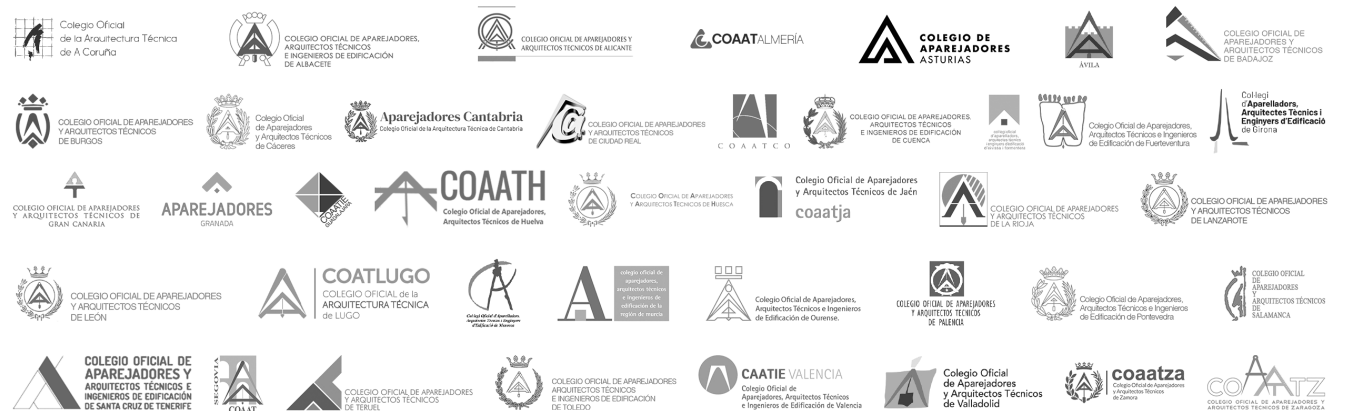 Colegio Oficial
de la Arquitectura Técnica
de A Coruña
COLEGIO OFICIAL DE APAREJADORES,
ARQUITECTOS TÉCNICOS
E INGENIEROS DE EDIFICACIÓN
DE ALBACETE
COLEGIO OFICIAL DE APAREJADORES Y
ARQUITECTOS TECNICOS DE ALICANTE
COAATALMERÍA
COLEGIO DE
APAREJADORES
ASTURIAS
ÁVILA
COLEGIO OFICIAL DE
APAREJADORES Y
ARQUITECTOS TÉCNICOS
DE BADAJOZ
COLEGIO OFICIAL DE APAREJADORES
Y ARQUITECTOS TÉCNICOS
DE BURGOS
Colegio Oficial
de Aparejadores
y Arquitectos Técnicos
de Cáceres
Aparejadores Cantabria
Colegio Oficial de la Arquitectura Técnica de Cantabria
COLEGIO OFICIAL DE APAREJADORES
Y ARQUITECTOS TÉCNICOS
DE CIUDAD REAL
COAATCO
COLEGIO OFICIAL DE APAREJADORES,
ARQUITECTOS TÉCNICOS
E INGENIEROS DE EDIFICACIÓN
DE CUENCA
Colegio Oficial de Aparejadores,
Arquitectos Técnicos e Ingenieros
de Edificación de Fuerteventura
Col·legi
d'Aparelladors,
Arquitectes Tècnics i
Enginyers d'Edificació
de Girona
COLEGIO OFICIAL DE APAREJADORES
Y ARQUITECTOS TÉCNICOS DE
GRAN CANARIA
APAREJADORES
GRANADA
COAATIE
GUADALAJARA
COAATH
Colegio Oficial de Aparejadores,
Arquitectos Técnicos de Huelva
COLEGIO OFICIAL DE APAREJADORES
Y ARQUITECTOS TECNICOS DE HUESCA
Colegio Oficial de Aparejadores
y Arquitectos Técnicos de Jaén
coaatja
COLEGIO OFICIAL DE APAREJADORES
Y ARQUITECTOS TÉCNICOS
DE LA RIOJA
COLEGIO OFICIAL DE APAREJADORES
Y ARQUITECTOS TÉCNICOS
DE LANZAROTE
COLEGIO OFICIAL DE APAREJADORES
Y ARQUITECTOS TÉCNICOS
DE LEÓN
COATLUGO
COLEGIO OFICIAL de la
ARQUITECTURA TÉCNICA
de LUGO
Col·legi Oficial d'Aparelladors,
Arquitectes Tècnics i Enginyers
d'Edificació de Menorca
colegio oficial de
aparejadores,
arquitectos técnicos
e ingenieros de
edificación de la
región de murcia
Colegio Oficial de Aparejadores,
Arquitectos Técnicos e Ingenieros
de Edificación de Ourense.
COLEGIO OFICIAL DE APAREJADORES
Y ARQUITECTOS TECNICOS
DE PALENCIA
Colegio Oficial de Aparejadores,
Arquitectos Técnicos e Ingenieros
de Edificación de Pontevedra
COLEGIO OFICIAL
DE
APAREJADORES
Y
ARQUITECTOS TÉCNICOS
DE
SALAMANCA
COLEGIO OFICIAL DE
APAREJADORES Y
ARQUITECTOS TÉCNICOS E
INGENIEROS DE EDIFICACIÓN
DE SANTA CRUZ DE TENERIFE
SEGOVIA
COAAT
COLEGIO OFICIAL DE APAREJADORES
Y ARQUITECTOS TÉCNICOS
DE TERUEL
COLEGIO OFICIAL DE APAREJADORES
ARQUITECTOS TÉCNICOS
E INGENIEROS DE EDIFICACIÓN
DE TOLEDO
CAATIE VALENCIA
Colegio Oficial de
Aparejadores, Arquitectos Técnicos
e Ingenieros de Edificación de Valencia
Colegio Oficial
de Aparejadores
y Arquitectos Técnicos
de Valladolid
coaatza
Colegio Oficial de Aparejadores
y Arquitectos Técnicos
de Zamora
COAATZ
COLEGIO OFICIAL DE APAREJADORES Y
ARQUITECTOS TÉCNICOS DE ZARAGOZA